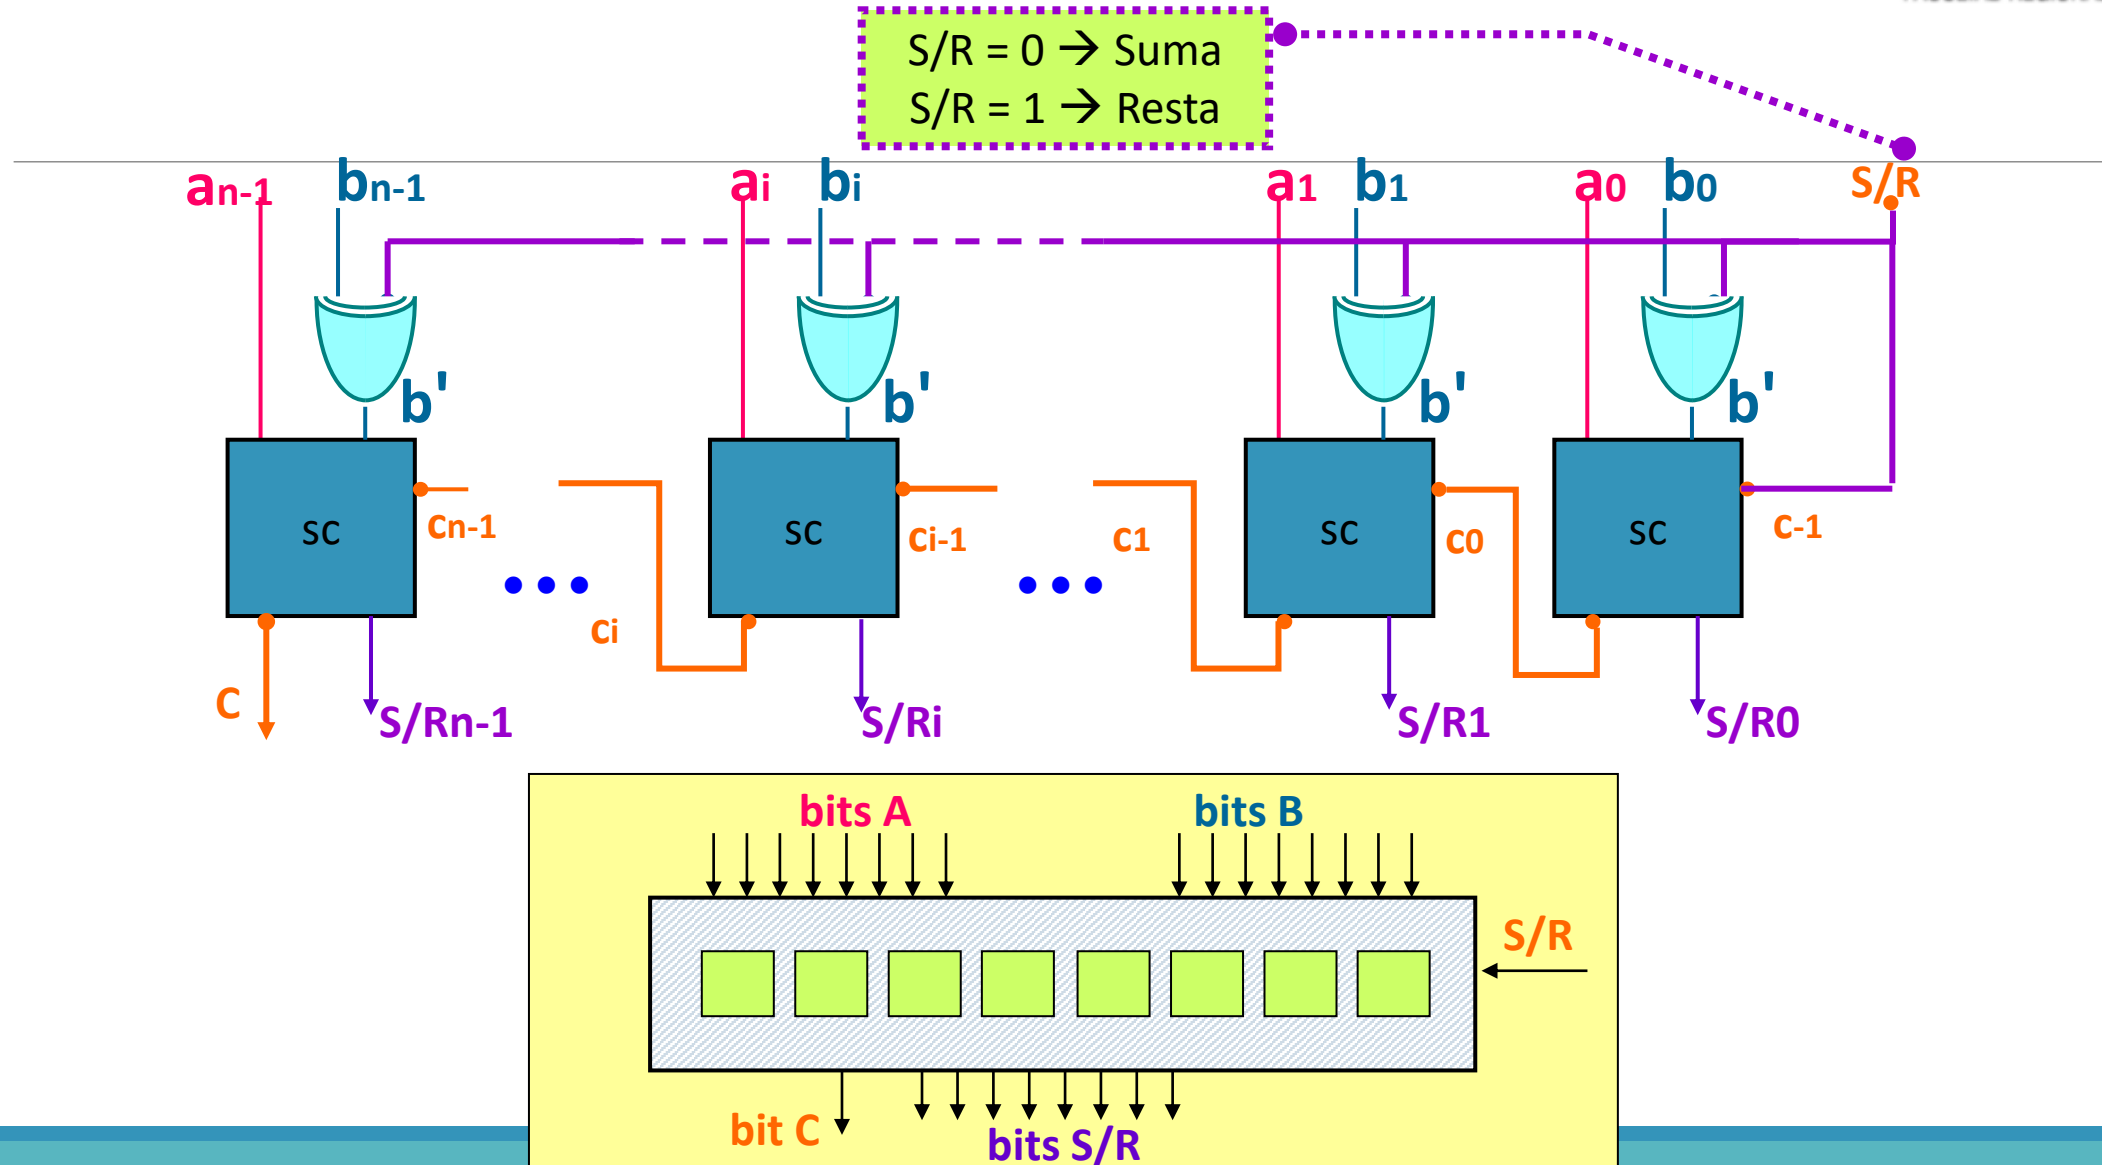 S/R = 0 → Suma
S/R = 1 → Resta
an-1 bn-1 ai bi a1 b1 a0 b0 S/R
b' b' b' b'
SC SC SC SC
cn-1 ci-1 c1 c0 c-1
ci
C S/Rn-1 S/Ri S/R1 S/R0
bits A bits B
S/R
bit C
bits S/R